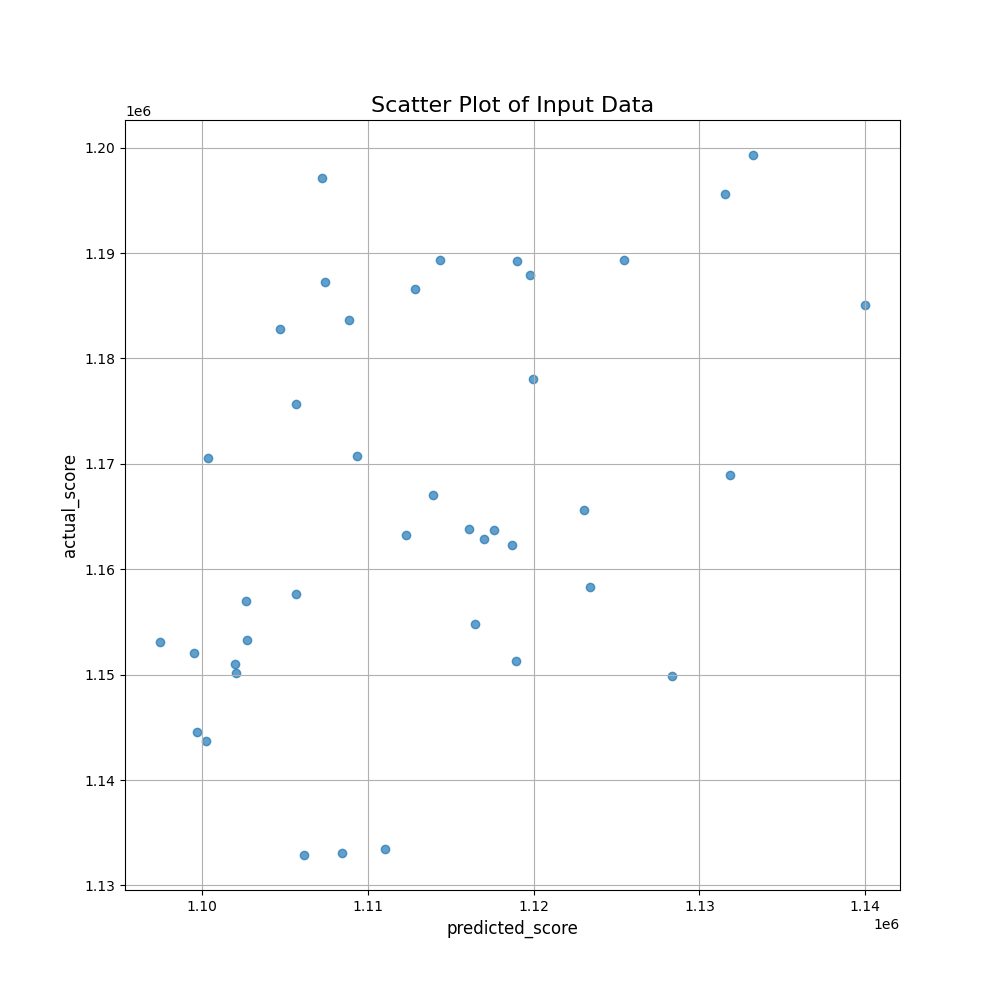 Scatter Plot of Input Data
1e6
1.20
1.19
1.18
1.17
1.16
1.15
1.14
1.13
actual_score
1.10 1.11 1.12 1.13 1.14
1e6
predicted_score